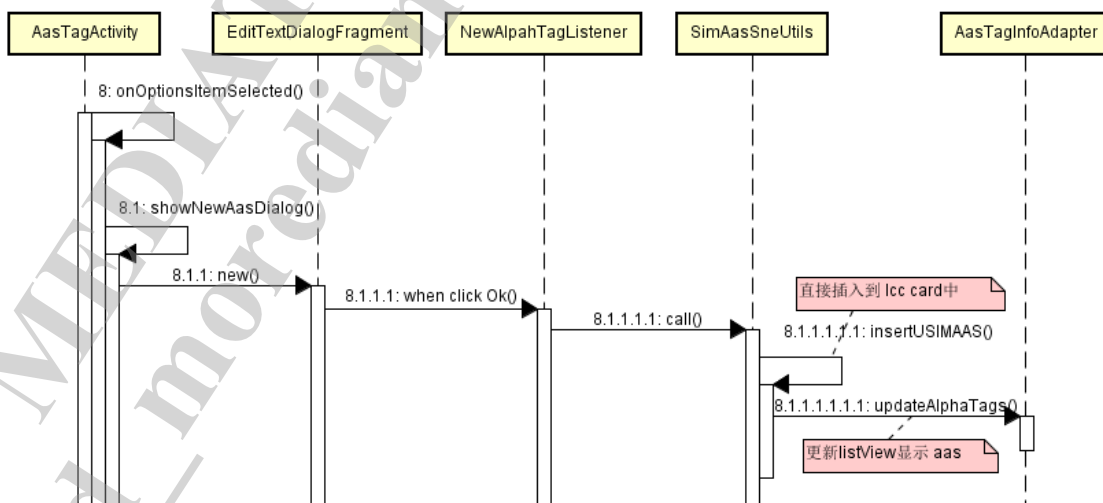 AasTagActivity
EditTextDialogFragment
NewAlpahTagListener
SimAasSneUtils
AasTagInfoAdapter
8: onOptionsItemSelected()
8.1: showNewAasDialog()
8.1.1: new()
8.1.1.1: when click Ok()
8.1.1.1.1: call()
直接插入到 Icc card中
8.1.1.1.1.1: insertUSIMAAS()
8.1.1.1.1.1.1: updateAlphaTags()
更新listView显示 aas